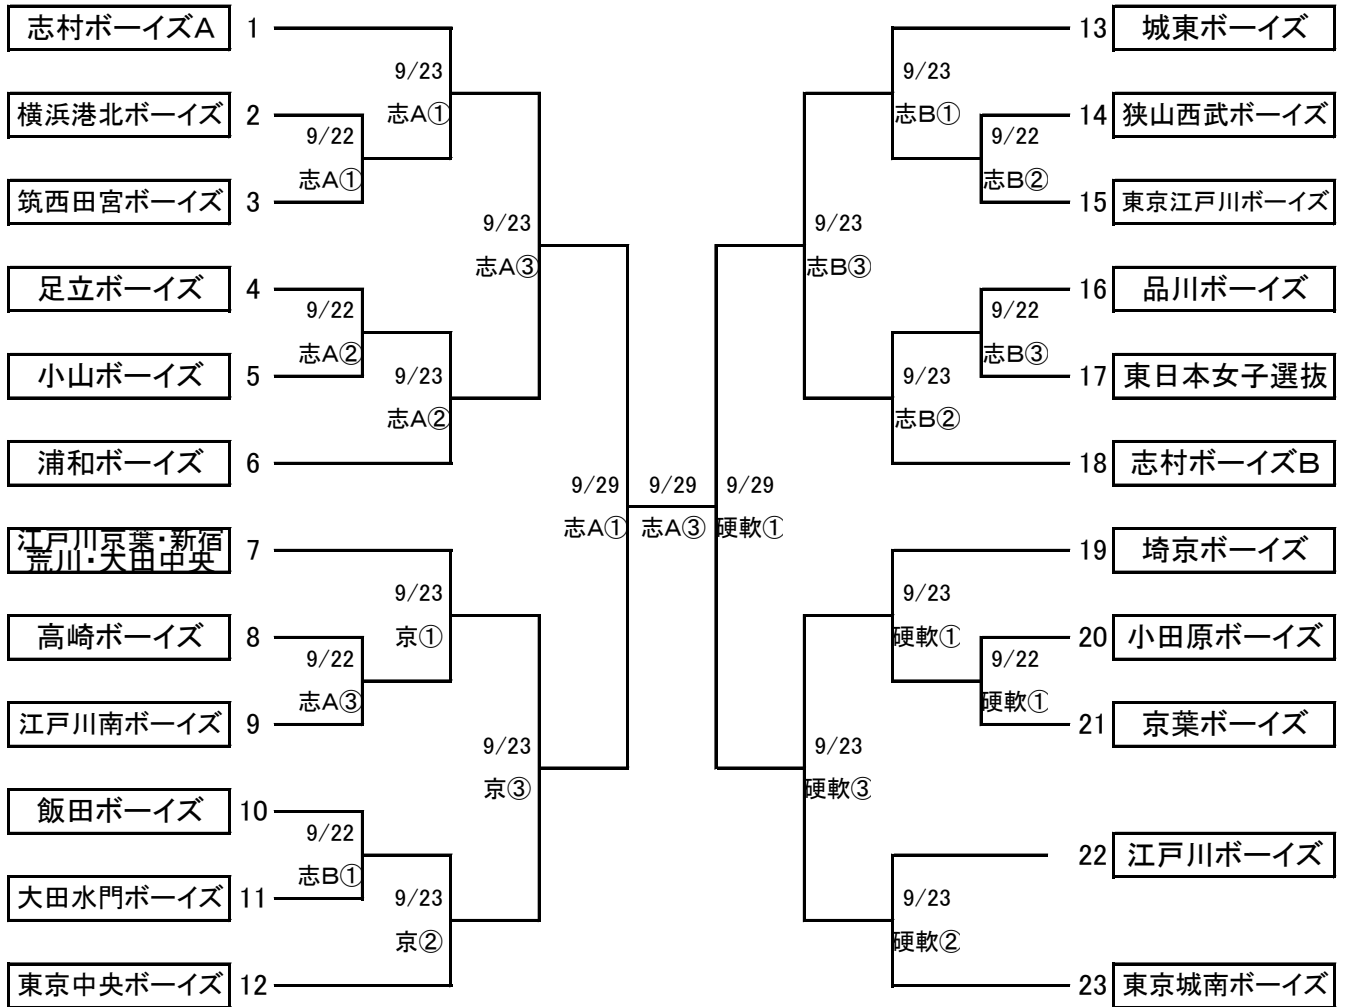 志村ボーイズA 1
9/23
志A①
横浜港北ボーイズ 2
9/22
志A①
筑西田宮ボーイズ 3
9/23
志A③
足立ボーイズ 4
9/22
志A②
小山ボーイズ 5
9/23
志A②
浦和ボーイズ 6
9/29
志A①
江戸川京葉・新宿
荒川・大田中央 7
9/23
京①
高崎ボーイズ 8
9/22
志A③
江戸川南ボーイズ 9
9/23
京③
飯田ボーイズ 10
9/22
志B①
大田水門ボーイズ 11
9/23
京②
東京中央ボーイズ 12
9/29
志A③
13 城東ボーイズ
9/23
志B①
14 狭山西武ボーイズ
9/22
志B②
15 東京江戸川ボーイズ
9/23
志B③
16 品川ボーイズ
9/22
志B③
17 東日本女子選抜
9/23
志B②
18 志村ボーイズB
9/29
硬軟①
19 埼京ボーイズ
9/23
硬軟①
20 小田原ボーイズ
9/22
硬軟①
21 京葉ボーイズ
9/23
硬軟③
22 江戸川ボーイズ
9/23
硬軟②
23 東京城南ボーイズ